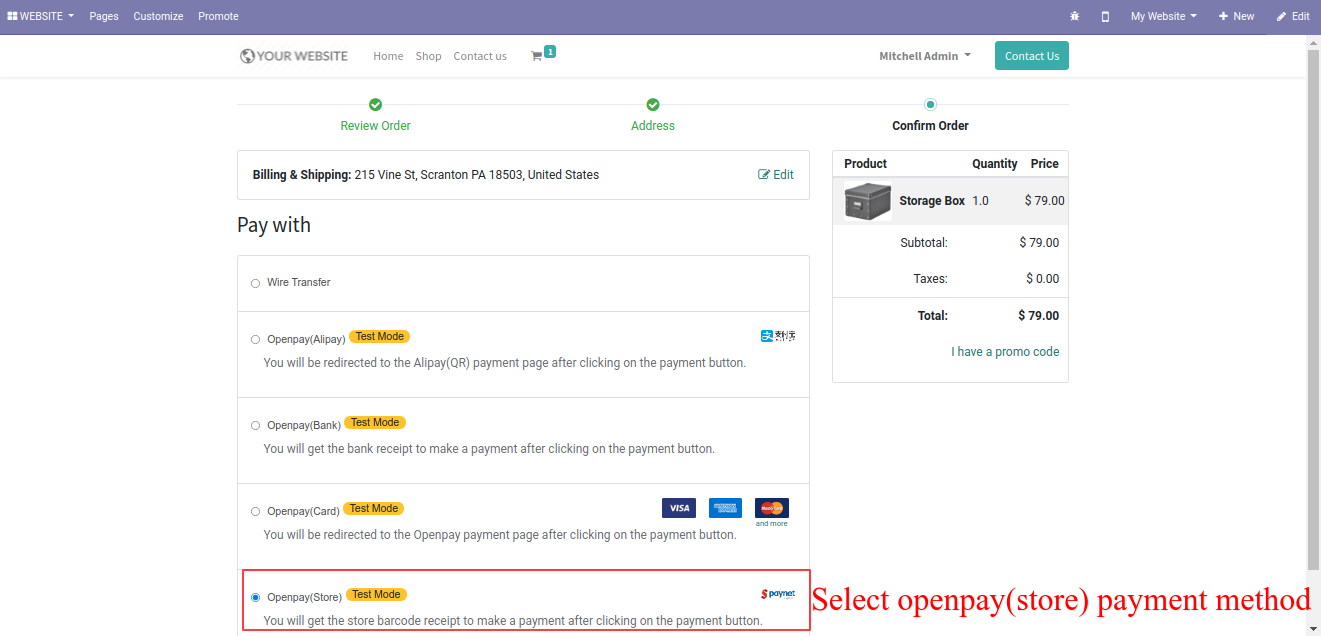 WEBSITE Pages Customize Promote My Website New Edit
YOUR WEBSITE Home Shop Contact us 1 Mitchell Admin Contact Us
Review Order Address Confirm Order
Billing & Shipping: 215 Vine St, Scranton PA 18503, United States Edit
Pay with
Wire Transfer
Openpay(Alipay) Test Mode 支付宝
You will be redirected to the Alipay(QR) payment page after clicking on the payment button.
Openpay(Bank) Test Mode
You will get the bank receipt to make a payment after clicking on the payment button.
Openpay(Card) Test Mode VISA
and more
You will be redirected to the Openpay payment page after clicking on the payment button.
Openpay(Store) Test Mode paynet
You will get the store barcode receipt to make a payment after clicking on the payment button.
Product Quantity Price
Storage Box 1.0 $ 79.00
Subtotal: $ 79.00
Taxes: $ 0.00
Total: $ 79.00
I have a promo code
Select openpay(store) payment method